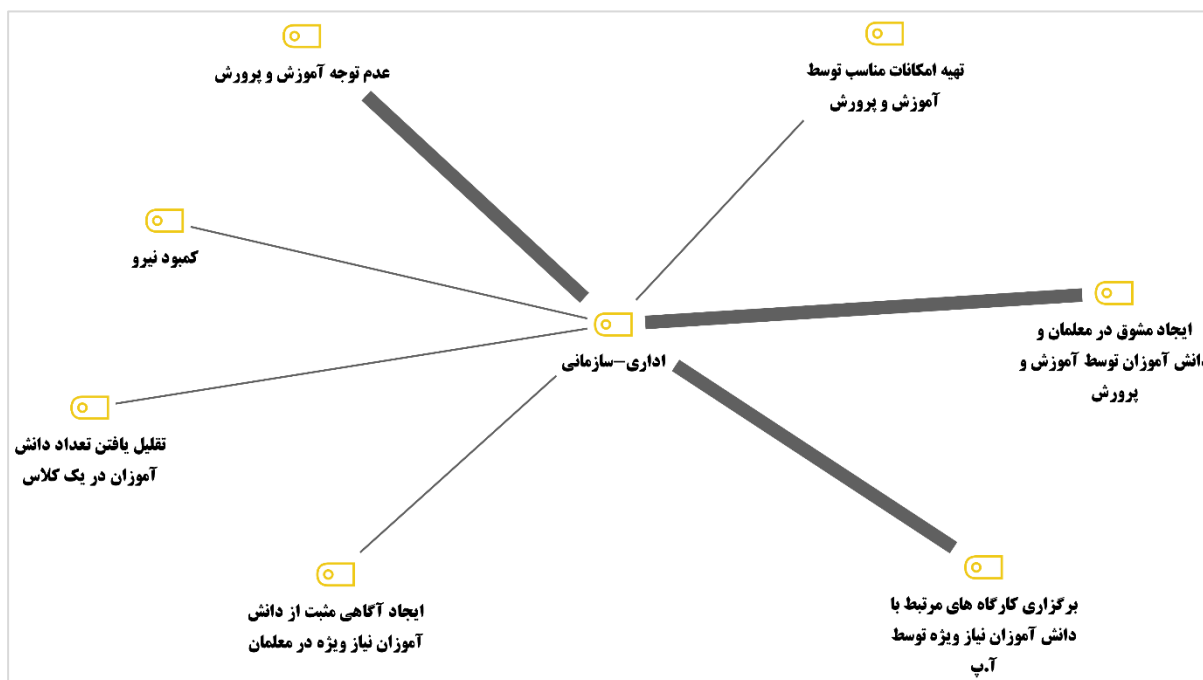 تهیه امکانات مناسب توسط
آموزش و پرورش
عدم توجه آموزش و پرورش
کمبود نیرو
ایجاد مشوق در معلمان و
دانش آموزان توسط آموزش و
پرورش
اداری-سازمانی
تقلیل یافتن تعداد دانش
آموزان در یک کلاس
برگزاری کارگاه های مرتبط با
دانش آموزان نیاز ویژه توسط
آ.پ
ایجاد آگاهی مثبت از دانش
آموزان نیاز ویژه در معلمان